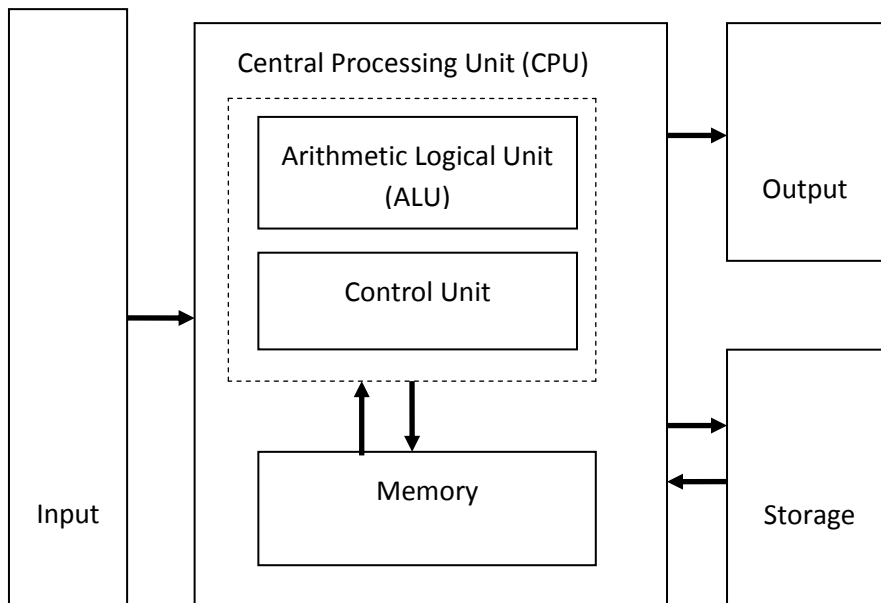 Central Processing Unit (CPU)
Arithmetic Logical Unit
(ALU)
Control Unit
Memory
Input
Output
Storage